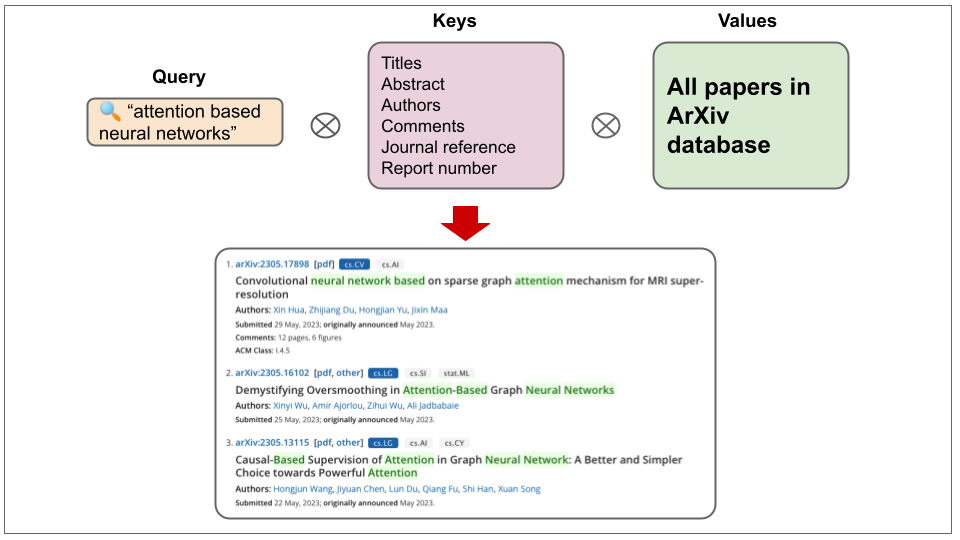 Keys
Values
Query
“attention based
neural networks”
Titles
Abstract
Authors
Comments
Journal reference
Report number
All papers in
ArXiv
database
1. arXiv:2305.17898 [pdf] cs.CV cs.AI
Convolutional neural network based on sparse graph attention mechanism for MRI super-
resolution
Authors: Xin Hua, Zhijiang Du, Hongjian Yu, Jixin Maa
Submitted 29 May, 2023; originally announced May 2023.
Comments: 12 pages, 6 figures
ACM Class: I.4.5
2. arXiv:2305.16102 [pdf, other] cs.LG cs.SI stat.ML
Demystifying Oversmoothing in Attention-Based Graph Neural Networks
Authors: Xinyi Wu, Amir Ajorlou, Zihui Wu, Ali Jadbabaie
Submitted 25 May, 2023; originally announced May 2023.
3. arXiv:2305.13115 [pdf, other] cs.LG cs.AI cs.CY
Causal-Based Supervision of Attention in Graph Neural Network: A Better and Simpler
Choice towards Powerful Attention
Authors: Hongjun Wang, Jiyuan Chen, Lun Du, Qiang Fu, Shi Han, Xuan Song
Submitted 22 May, 2023; originally announced May 2023.